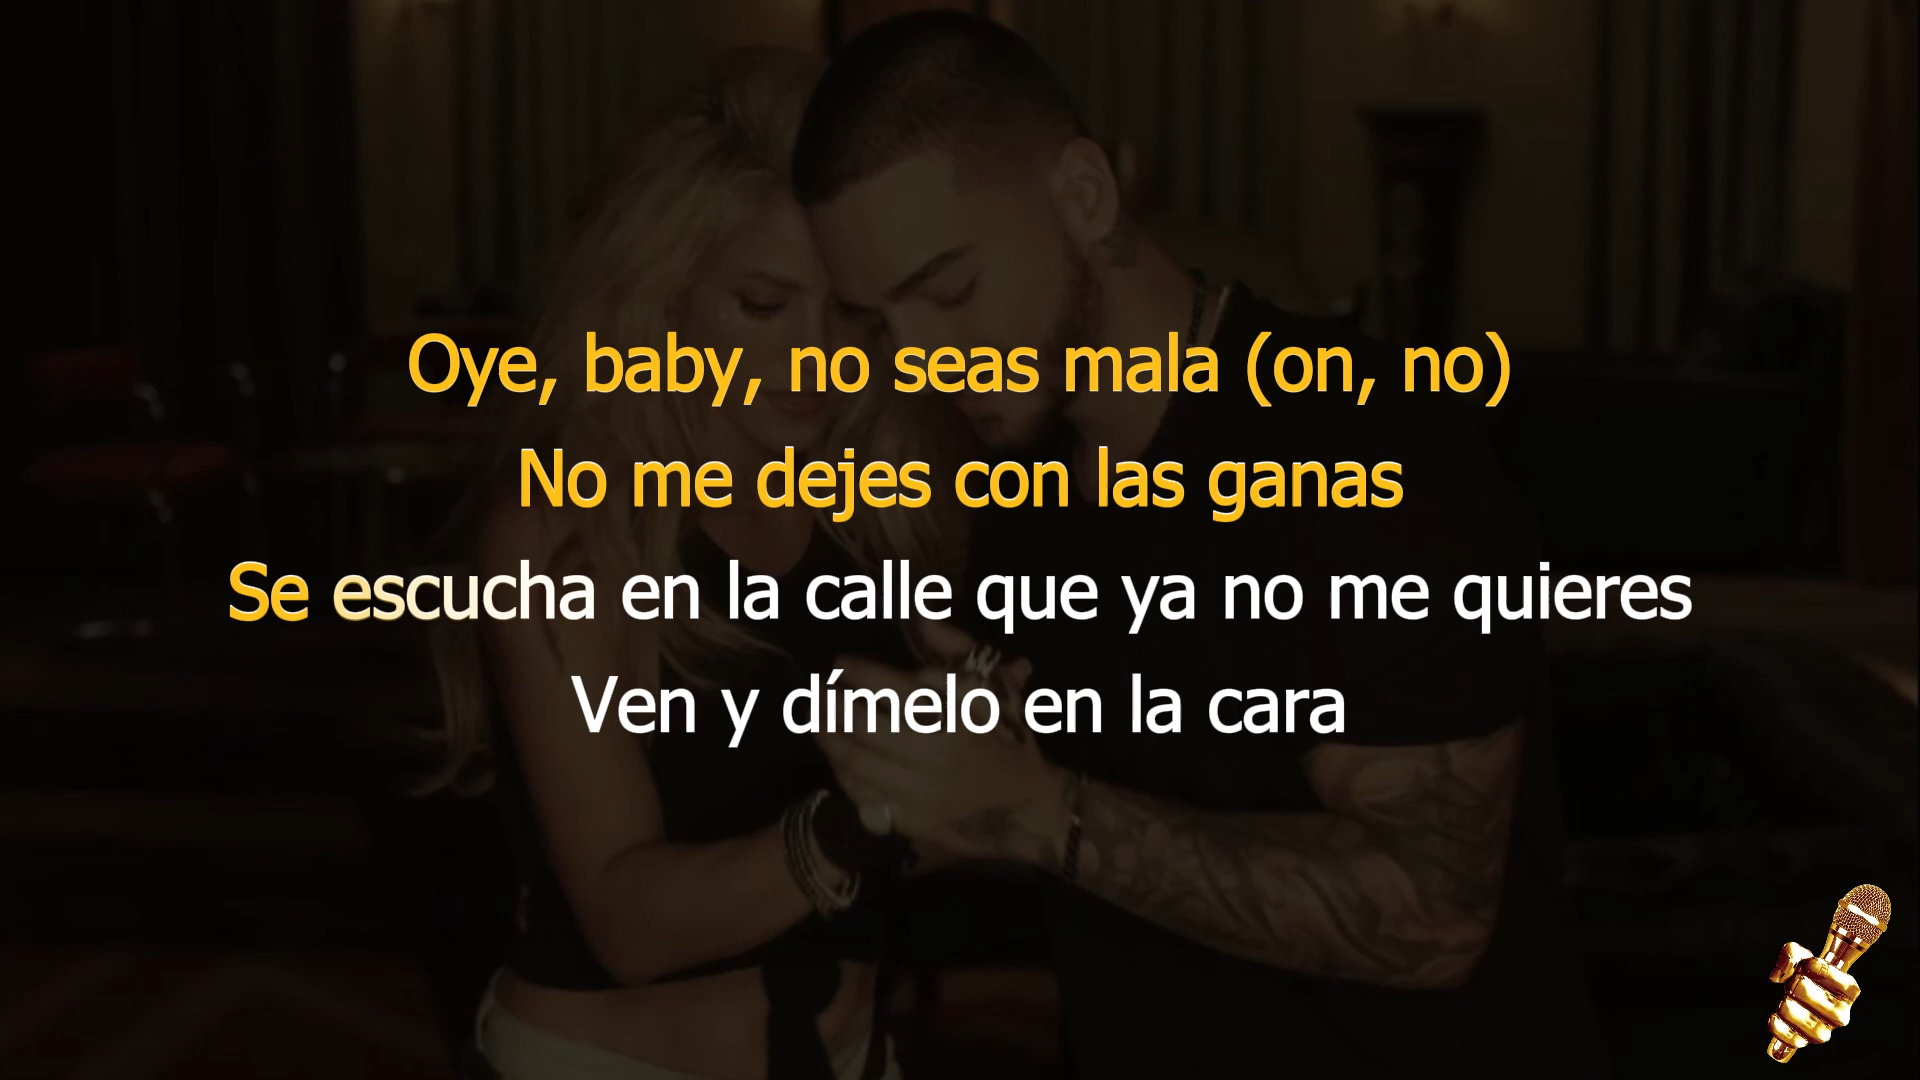 Oye, baby, no seas mala (on, no)
No me dejes con las ganas
Se escucha en la calle que ya no me quieres
Ven y dímelo en la cara